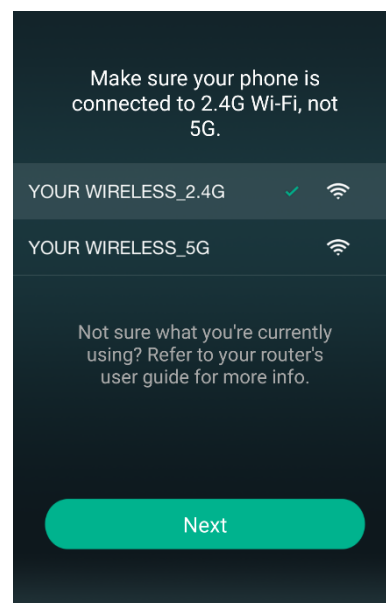 Make sure your phone is
connected to 2.4G Wi-Fi, not
5G.
YOUR WIRELESS_2.4G
YOUR WIRELESS_5G
Not sure what you're currently
using? Refer to your router's
user guide for more info.
Next